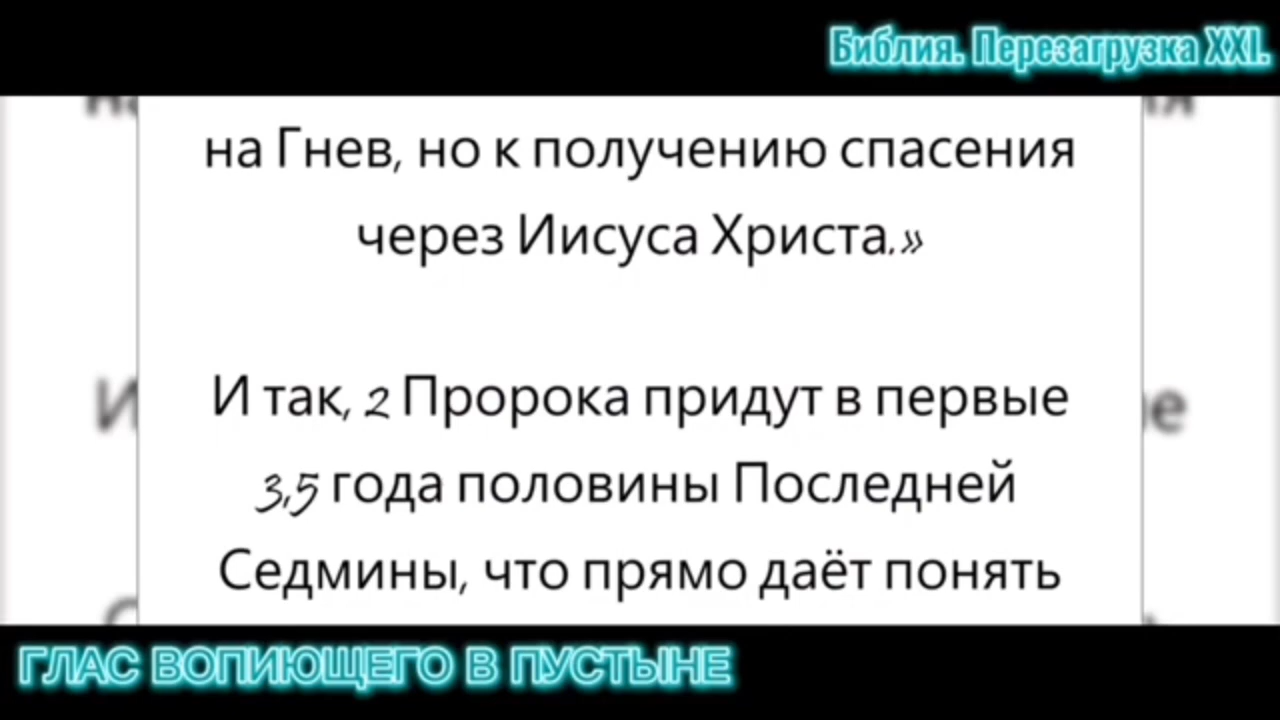 Библия. Перезагрузка XXI.
на Гнев, но к получению спасения
через Иисуса Христа.»
И так, 2 Пророка придут в первые
3,5 года половины Последней
Седмины, что прямо даёт понять
ГЛАС ВОПИЮЩЕГО В ПУСТЫНЕ